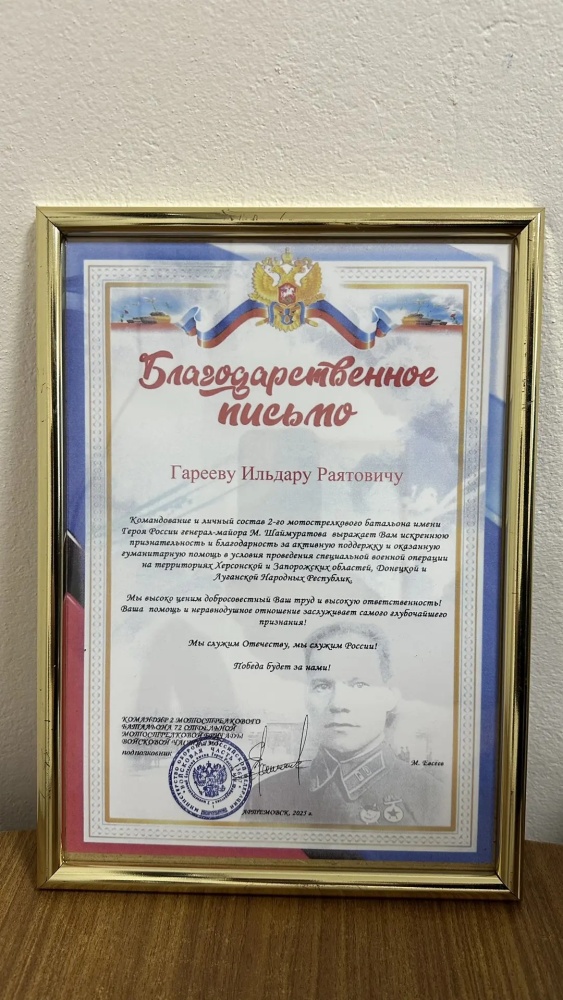 Благодарственное
письмо
Гарееву Ильдару Раятовичу
Командование и личный состав 2-го мотострелкового батальона имени
Героя России генерал-майора М. Шаймуратова выражает Вам искреннюю
признательность и благодарность за активную поддержку и оказанную
гуманитарную помощь в условия проведения специальной военной операции
на территориях Херсонской и Запорожских областей, Донецкой и
Луганской Народных Республик.
Мы высоко ценим добросовестный Ваш труд и высокую ответственность!
Ваша помощь и неравнодушное отношение заслуживает самого глубочайшего
признания!
Мы служим Отечеству, мы служим России!
Победа будет за нами!
КОМАНДИР 2 МОТОСТРЕЛКОВОГО
БАТАЛЬОНА 72 ОТДЕЛЬНОЙ
МОТОСТРЕЛКОВОЙ БРИГАДЫ
ВОЙСКОВОЙ
подполковник
М. Евсеев
АРТЕМОВСК, 2025 г.